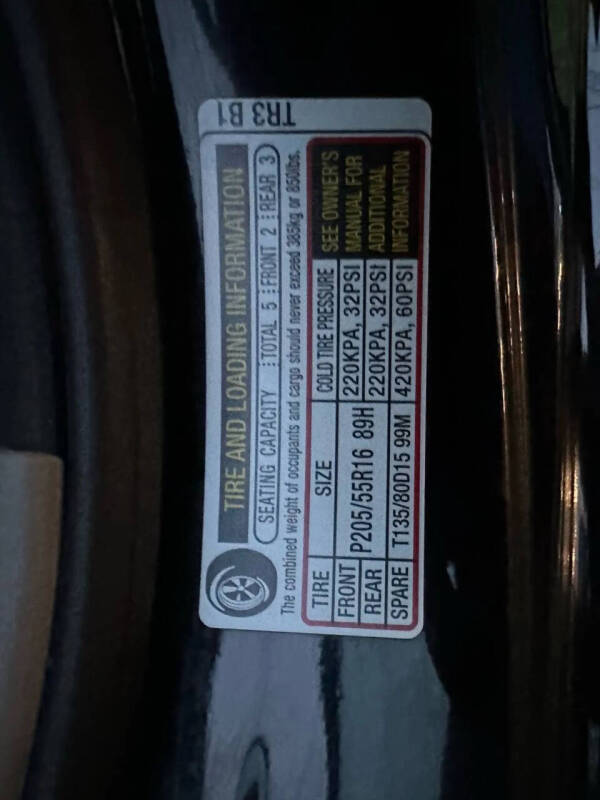 TIRE AND LOADING INFORMATION
SEATING CAPACITY TOTAL 5 FRONT 2 REAR 3
The combined weight of occupants and cargo should never exceed 385kg or 850lbs.
TIRE SIZE COLD TIRE PRESSURE
FRONT P205/55R16 89H 220KPA, 32PSI
REAR 220KPA, 32PSI
SPARE T135/80D15 99M 420KPA, 60PSI
SEE OWNER'S
MANUAL FOR
ADDITIONAL
INFORMATION
TR3 B1